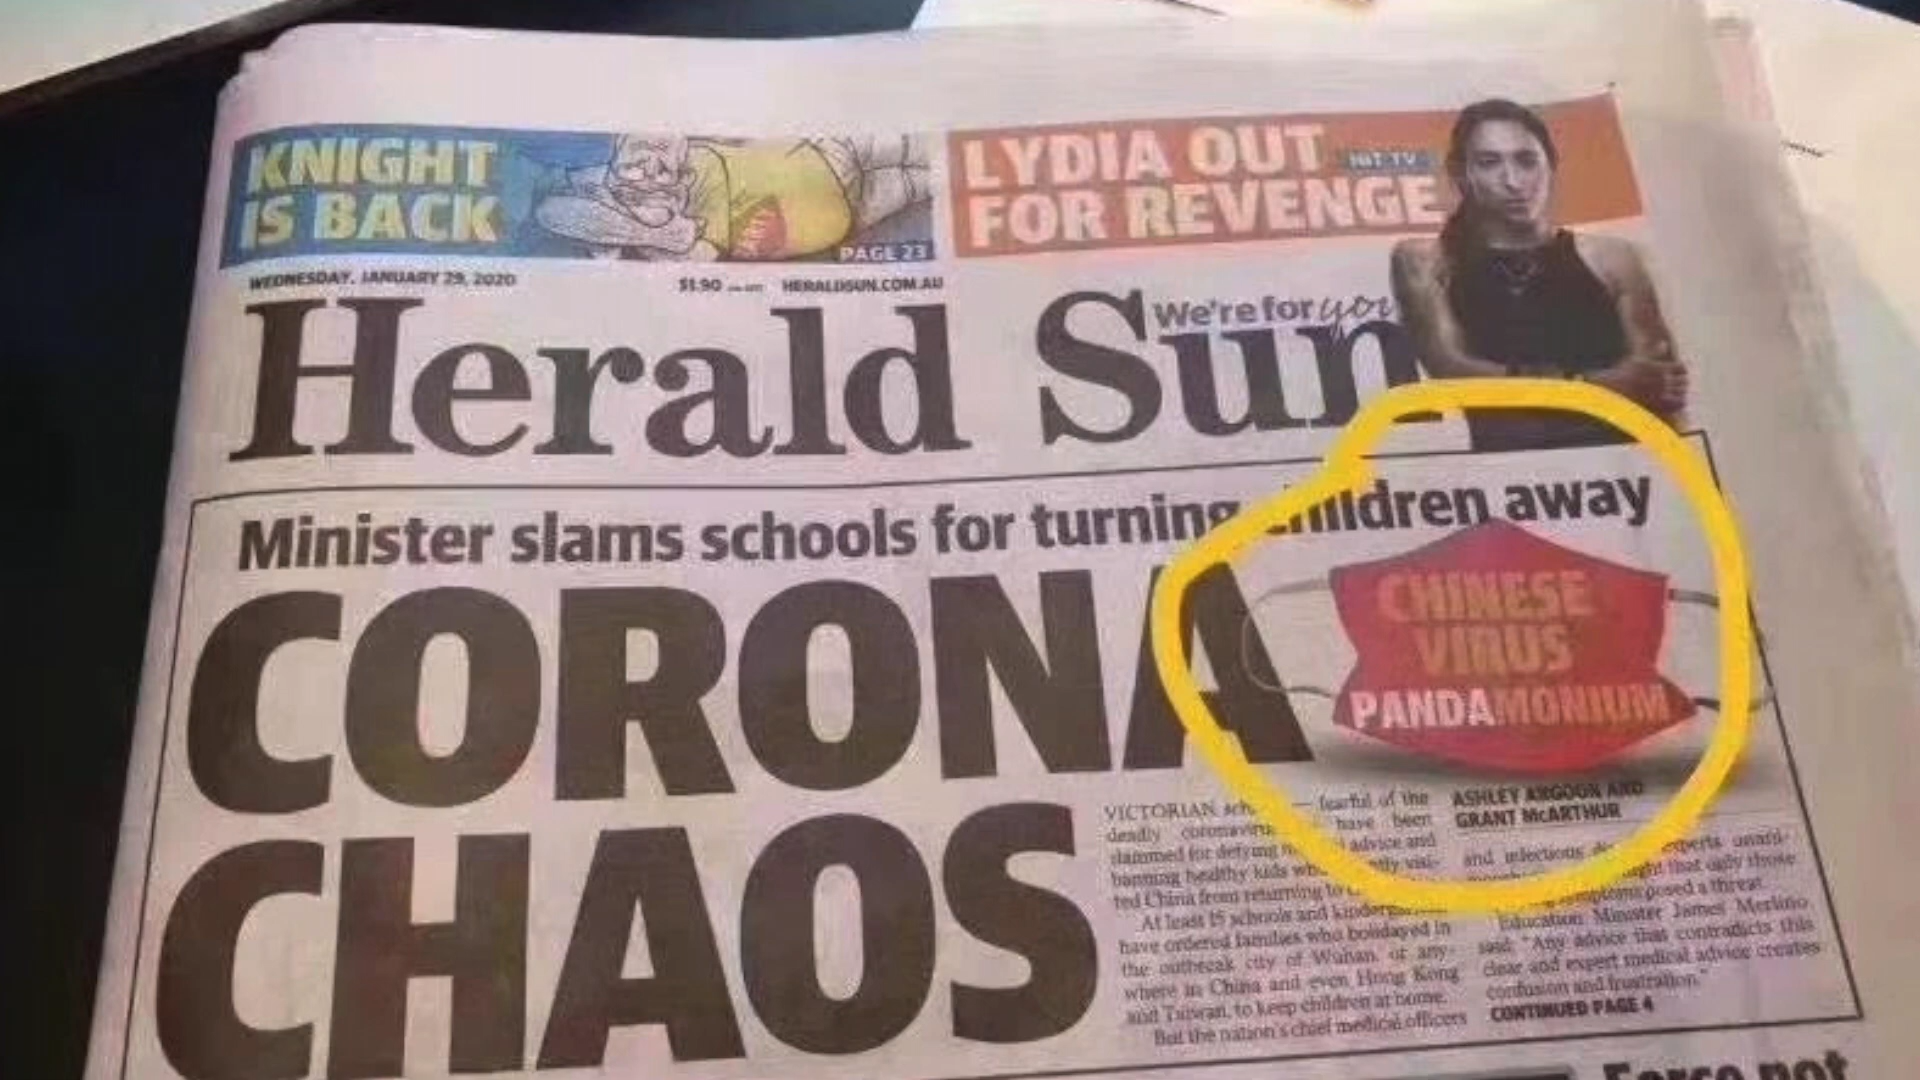 KNIGHT
IS BACK
PAGE 23
LYDIA OUT
FOR REVENGE
WEDNESDAY, JANUARY 29, 2020
$1.90
HERALDSUN.COM.AU
Herald Sun
We're for you
Minister slams schools for turning children away
CORONA
CHAOS
CHINESE
VIRUS
PANDAMONIUM
VICTORIAN
fearful of the
deadly
have been
slammed for defying
advice and
banning healthy kids who
ted China from returning to
At least 15 schools and
have ordered families who holidayed in
the outbreak city of Wuhan, or any-
where in China and even Hong Kong
and Taiwan, to keep children at home.
But the nation's chief medical officers
ASHLEY ARGOON AND
GRANT McARTHUR
and infectious
experts unani-
that only those
symptoms posed a threat.
Education Minister James Merlino
said: "Any advice that contradicts this
clear and expert medical advice creates
confusion and frustration."
CONTINUED PAGE 4
Force not